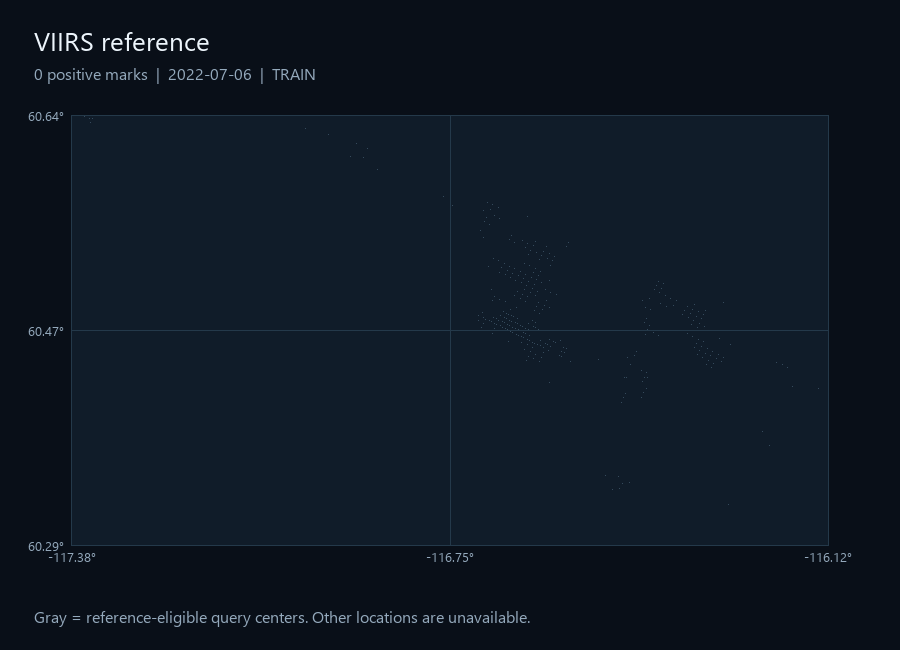 VIIRS reference
0 positive marks | 2022-07-06 | TRAIN
60.64°
60.47°
60.29°
-117.38°
-116.75°
-116.12°
Gray = reference-eligible query centers. Other locations are unavailable.